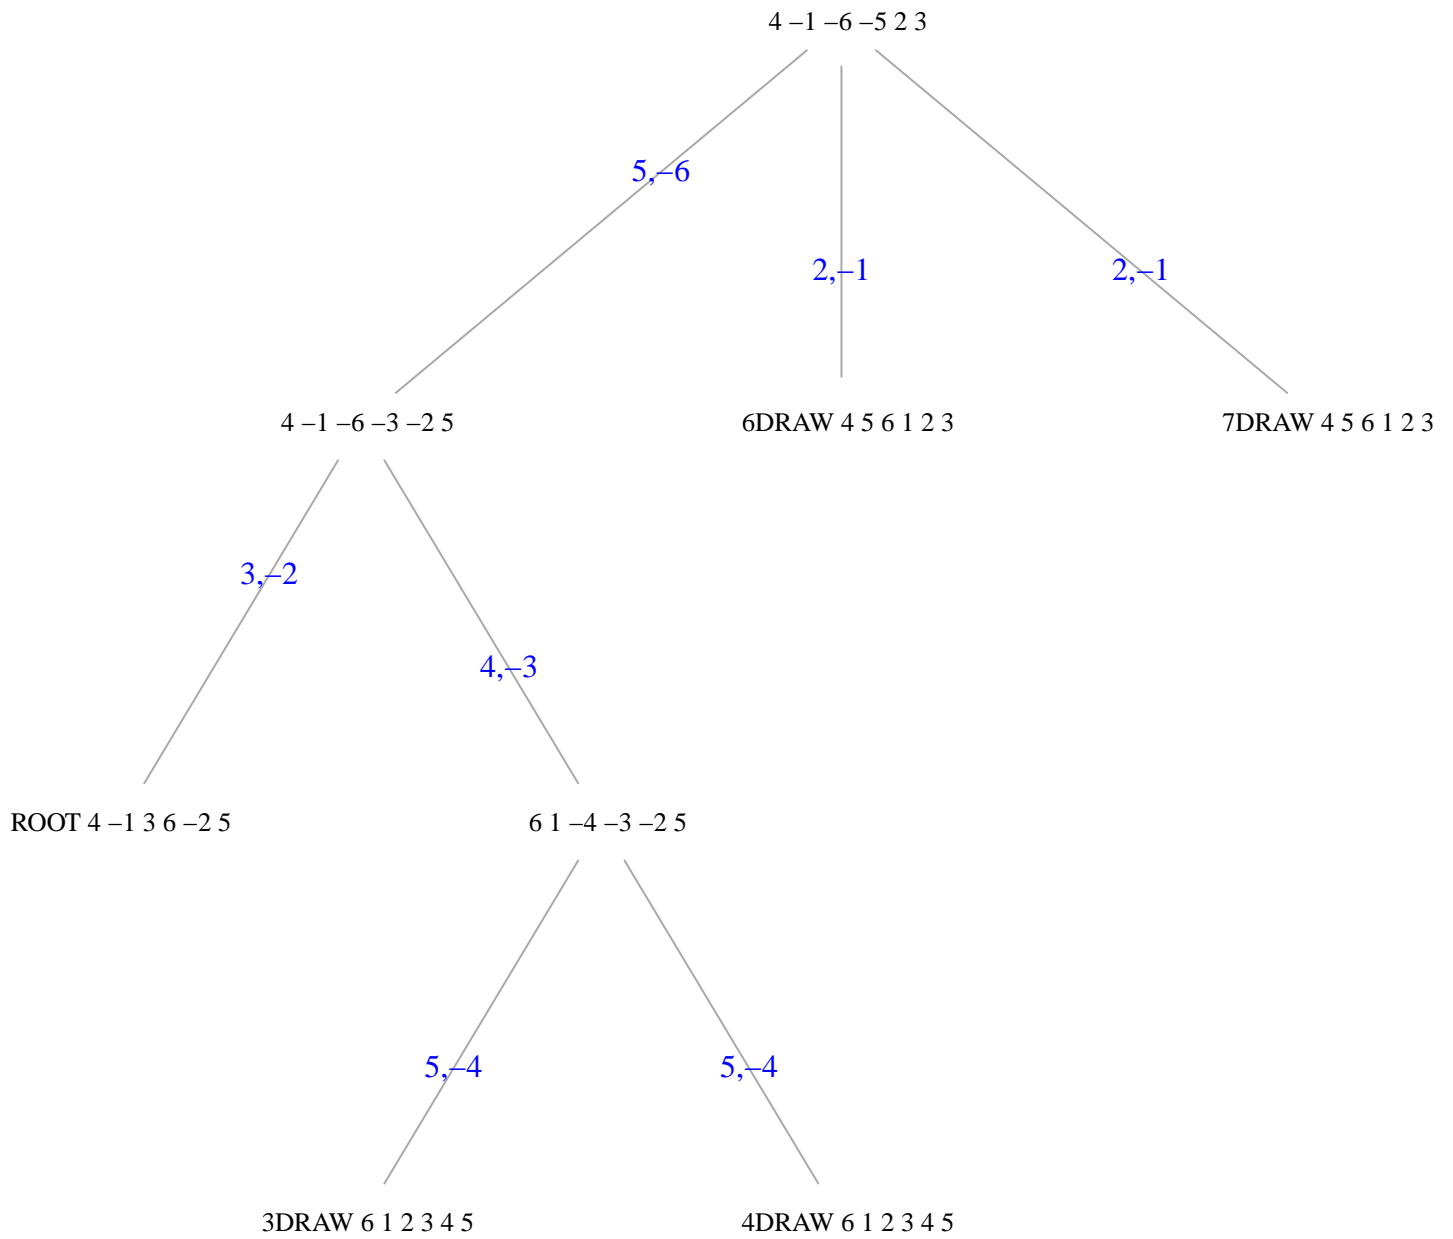 4 –1 –6 –5 2 3
5,–6
2,–1
2,–1
4 –1 –6 –3 –2 5
6DRAW 4 5 6 1 2 3
7DRAW 4 5 6 1 2 3
3,–2
4,–3
ROOT 4 –1 3 6 –2 5
6 1 –4 –3 –2 5
5,–4
5,–4
3DRAW 6 1 2 3 4 5
4DRAW 6 1 2 3 4 5